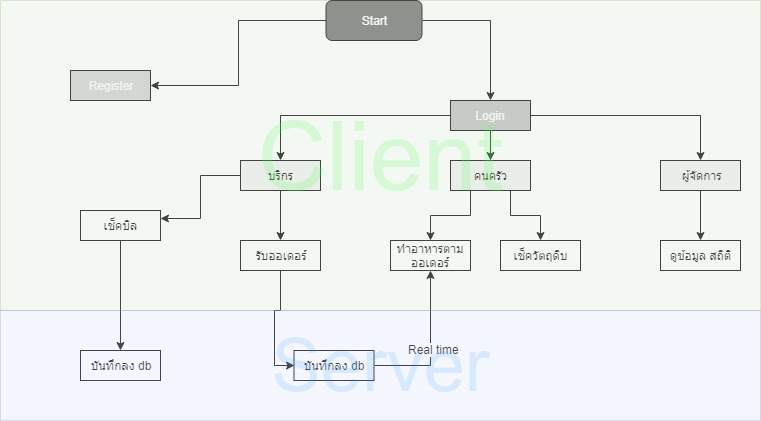 Start
Register
Login
Client
บริกร
คนครัว
ผู้จัดการ
เช็คบิล
รับออเดอร์
ทำอาหารตาม
ออเดอร์
เช็ควัตถุดิบ
ดูข้อมูล สถิติ
Real time
Server
บันทึกลง db
บันทึกลง db